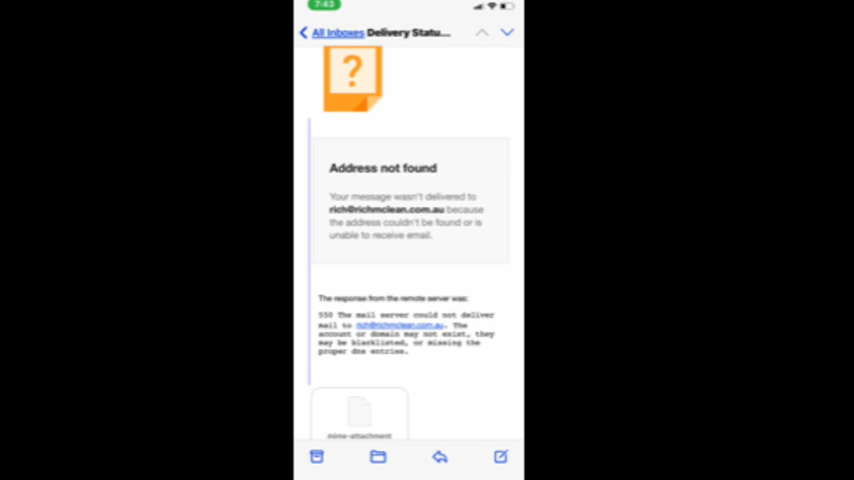 7:43
All Inboxes Delivery Statu...
?
Address not found
Your message wasn't delivered to
rich@richmclean.com.au because
the address couldn't be found or is
unable to receive email.
The response from the remote server was:
550 The mail server could not deliver
mail to rich@richmclean.com.au. The
account or domain may not exist, they
may be blacklisted, or missing the
proper dns entries.
mime-attachment